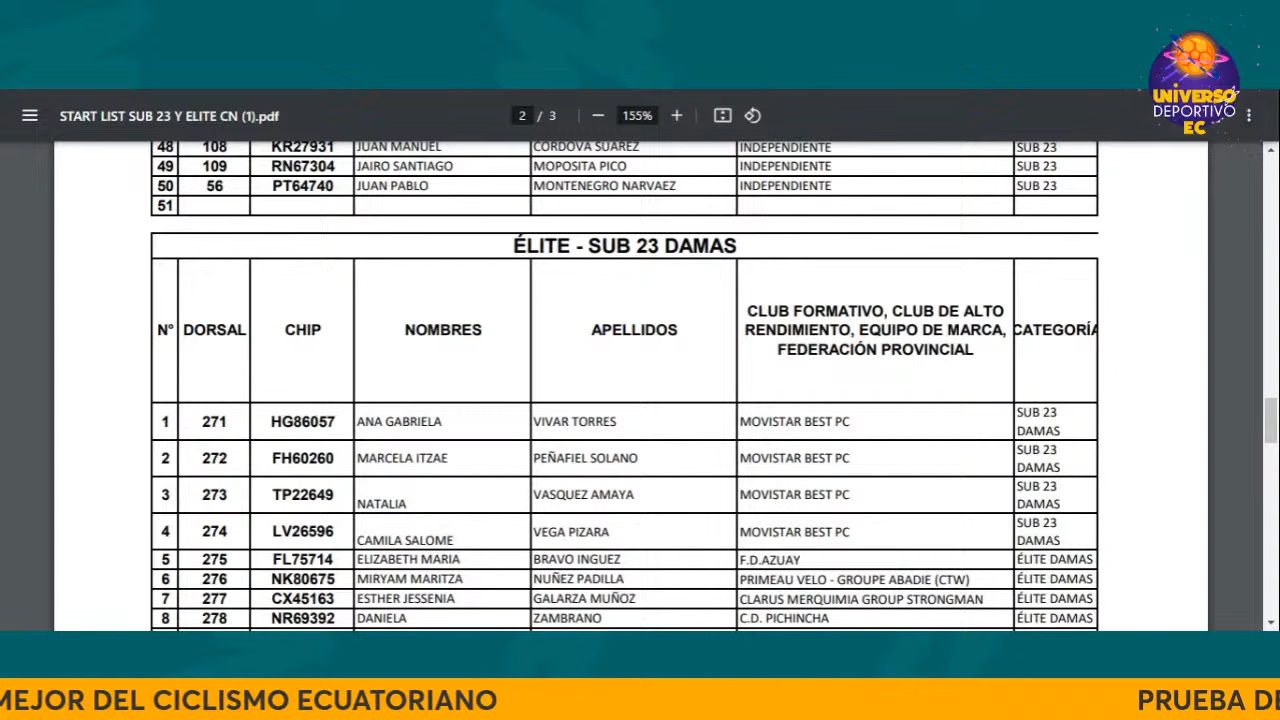 UNIVERSO
DEPORTIVO
EC
START LIST SUB 23 Y ELITE CN (1).pdf
2 / 3
155%
48 108 KR27931 JUAN MANUEL CORDOVA SUAREZ INDEPENDIENTE SUB 23
49 109 RN67304 JAIRO SANTIAGO MOPOSITA PICO INDEPENDIENTE SUB 23
50 56 PT64740 JUAN PABLO MONTENEGRO NARVAEZ INDEPENDIENTE SUB 23
51
ÉLITE - SUB 23 DAMAS
N° DORSAL CHIP NOMBRES APELLIDOS CLUB FORMATIVO, CLUB DE ALTO
RENDIMIENTO, EQUIPO DE MARCA,
FEDERACIÓN PROVINCIAL
CATEGORÍA
1 271 HG86057 ANA GABRIELA VIVAR TORRES MOVISTAR BEST PC SUB 23
DAMAS
2 272 FH60260 MARCELA ITZAE PEÑAFIEL SOLANO MOVISTAR BEST PC SUB 23
DAMAS
3 273 TP22649 NATALIA VASQUEZ AMAYA MOVISTAR BEST PC SUB 23
DAMAS
4 274 LV26596 CAMILA SALOME VEGA PIZARA MOVISTAR BEST PC SUB 23
DAMAS
5 275 FL75714 ELIZABETH MARIA BRAVO INGUEZ F.D.AZUAY ÉLITE DAMAS
6 276 NK80675 MIRYAM MARITZA NUÑEZ PADILLA PRIMEAU VELO - GROUPE ABADIE (CTW) ÉLITE DAMAS
7 277 CX45163 ESTHER JESSENIA GALARZA MUÑOZ CLARUS MERQUIMIA GROUP STRONGMAN ÉLITE DAMAS
8 278 NR69392 DANIELA ZAMBRANO C.D. PICHINCHA ÉLITE DAMAS
MEJOR DEL CICLISMO ECUATORIANO PRUEBA DE